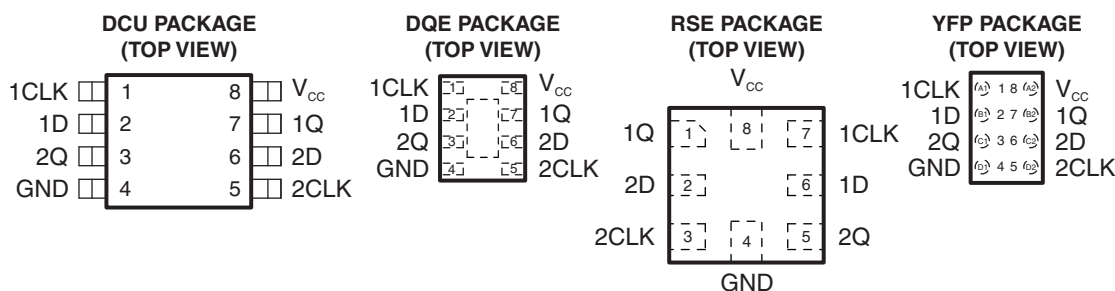 DCU PACKAGE
(TOP VIEW)
1CLK 1 8 VCC
1D 2 7 1Q
2Q 3 6 2D
GND 4 5 2CLK
DQE PACKAGE
(TOP VIEW)
1CLK 1 8 VCC
1D 2 7 1Q
2Q 3 6 2D
GND 4 5 2CLK
RSE PACKAGE
(TOP VIEW)
VCC
1Q 1 8 7 1CLK
2D 2 6 1D
2CLK 3 4 5 2Q
GND
YFP PACKAGE
(TOP VIEW)
1CLK A1 1 8 A2 VCC
1D B1 2 7 B2 1Q
2Q C1 3 6 C2 2D
GND D1 4 5 D2 2CLK